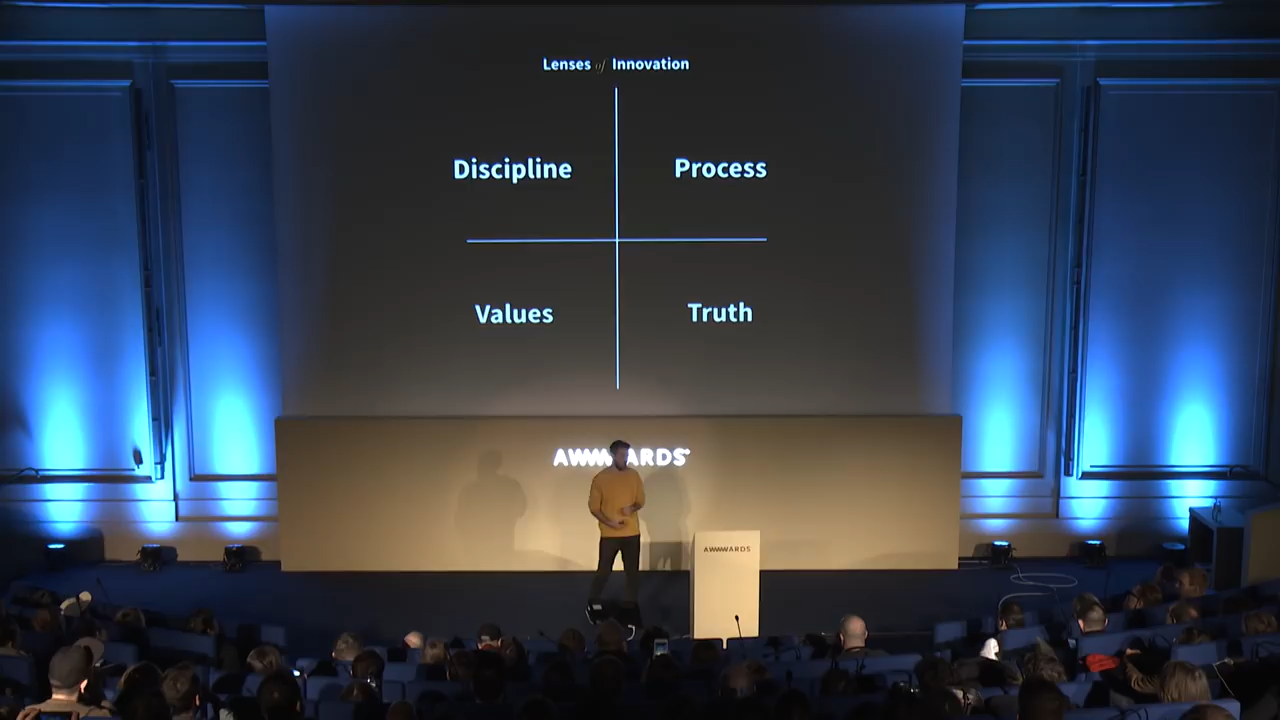 Lenses of Innovation
Discipline
Process
Values
Truth
AWWWARDS
AWWWARDS